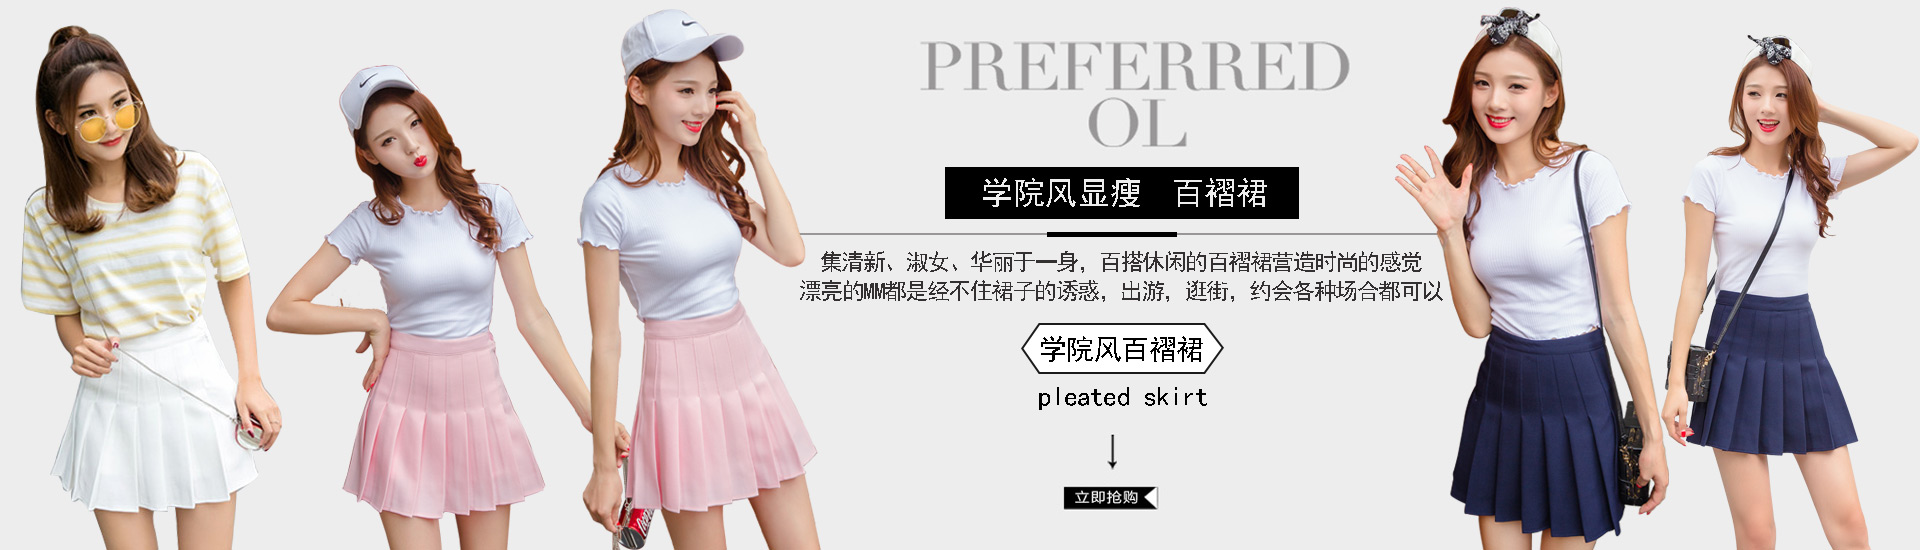 PREFERRED
OL
学院风显瘦 百褶裙
集清新、淑女、华丽于一身，百搭休闲的百褶裙营造时尚的感觉
漂亮的MM都是经不住裙子的诱惑，出游，逛街，约会各种场合都可以
学院风百褶裙
pleated skirt
立即抢购